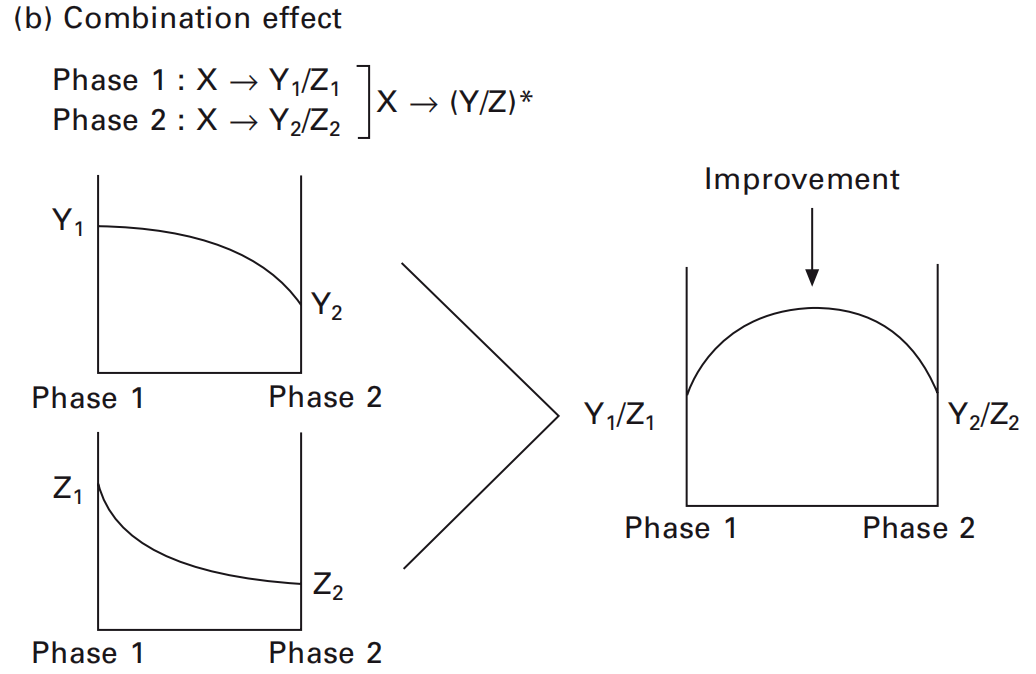 (b) Combination effect
Phase 1 : X → Y₁/Z₁
Phase 2 : X → Y₂/Z₂
X → (Y/Z)*
Y₁
Y₂
Phase 1 Phase 2
Z₁
Z₂
Phase 1 Phase 2
Improvement
Y₁/Z₁
Y₂/Z₂
Phase 1 Phase 2